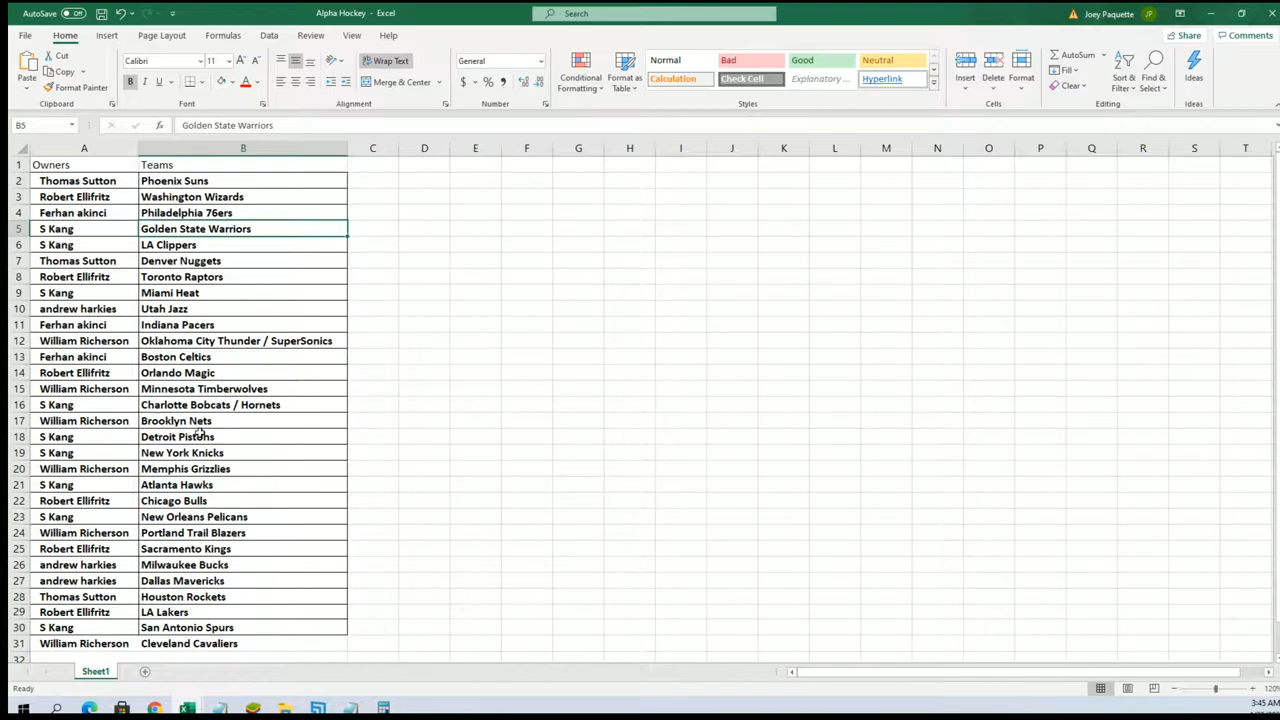 AutoSave Off Alpha Hockey - Excel Search Joey Paquette JP
File Home Insert Page Layout Formulas Data Review View Help Share Comments
Paste Cut Copy Format Painter Clipboard
Calibri 11 B I U Font
Wrap Text Merge & Center Alignment
General $ % Number
Conditional Formatting Format as Table
Normal Bad Good Neutral
Calculation Check Cell Explanatory ... Hyperlink
Styles
Insert Delete Format Cells
AutoSum Fill Clear Sort & Filter Find & Select Editing
Ideas Ideas
B5 fx Golden State Warriors
A B C D E F G H I J K L M N O P Q R S T
1 Owners Teams
2 Thomas Sutton Phoenix Suns
3 Robert Ellifritz Washington Wizards
4 Ferhan akinci Philadelphia 76ers
5 S Kang Golden State Warriors
6 S Kang LA Clippers
7 Thomas Sutton Denver Nuggets
8 Robert Ellifritz Toronto Raptors
9 S Kang Miami Heat
10 andrew harkies Utah Jazz
11 Ferhan akinci Indiana Pacers
12 William Richerson Oklahoma City Thunder / SuperSonics
13 Ferhan akinci Boston Celtics
14 Robert Ellifritz Orlando Magic
15 William Richerson Minnesota Timberwolves
16 S Kang Charlotte Bobcats / Hornets
17 William Richerson Brooklyn Nets
18 S Kang Detroit Pistons
19 S Kang New York Knicks
20 William Richerson Memphis Grizzlies
21 S Kang Atlanta Hawks
22 Robert Ellifritz Chicago Bulls
23 S Kang New Orleans Pelicans
24 William Richerson Portland Trail Blazers
25 Robert Ellifritz Sacramento Kings
26 andrew harkies Milwaukee Bucks
27 andrew harkies Dallas Mavericks
28 Thomas Sutton Houston Rockets
29 Robert Ellifritz LA Lakers
30 S Kang San Antonio Spurs
31 William Richerson Cleveland Cavaliers
32
Sheet1
Ready 120%
3:45 AM